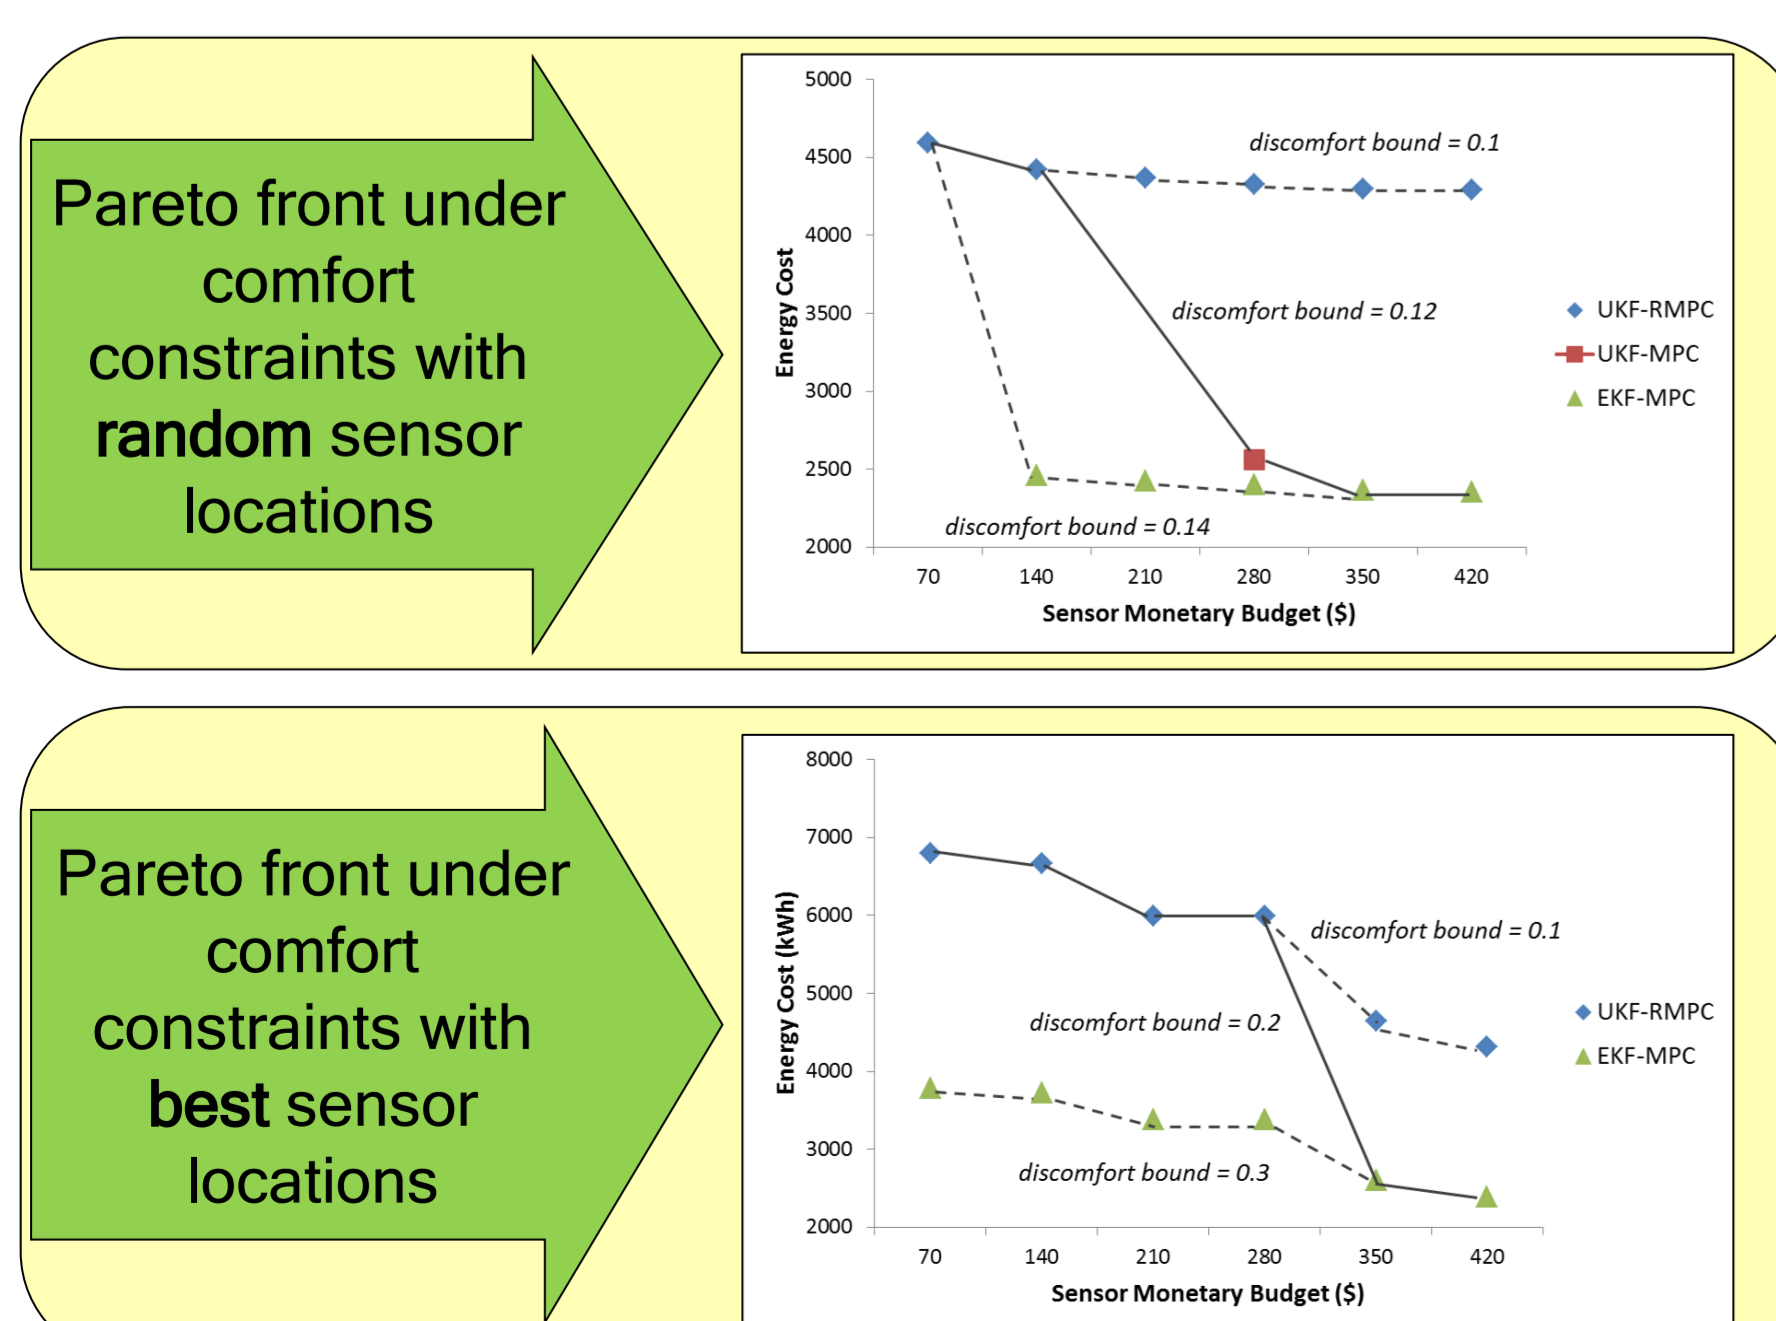 Pareto front under
comfort
constraints with
random sensor
locations
5000
4500
4000
3500
3000
2500
2000
Energy Cost
discomfort bound = 0.1
discomfort bound = 0.12
discomfort bound = 0.14
UKF-RMPC
UKF-MPC
EKF-MPC
70 140 210 280 350 420
Sensor Monetary Budget ($)
Pareto front under
comfort
constraints with
best sensor
locations
8000
7000
6000
5000
4000
3000
2000
Energy Cost (kWh)
discomfort bound = 0.1
discomfort bound = 0.2
discomfort bound = 0.3
UKF-RMPC
EKF-MPC
70 140 210 280 350 420
Sensor Monetary Budget ($)